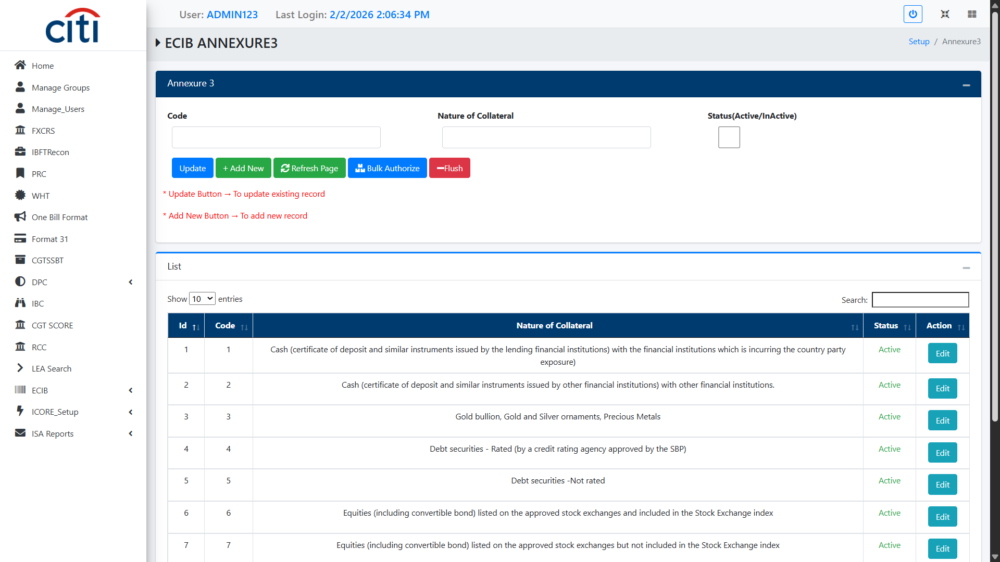 citi
User: ADMIN123 Last Login: 2/2/2026 2:06:34 PM
ECIB ANNEXURE3
Setup / Annexure3
Home
Manage Groups
Manage_Users
FXCRS
IBFTRecon
PRC
WHT
One Bill Format
Format 31
CGTSSBT
DPC
IBC
CGT SCORE
RCC
LEA Search
ECIB
ICORE_Setup
ISA Reports
Annexure 3
Code Nature of Collateral Status(Active/InActive)
Update + Add New Refresh Page Bulk Authorize Flush
* Update Button → To update existing record
* Add New Button → To add new record
List
Show 10 entries Search:
Id Code Nature of Collateral Status Action
1 1 Cash (certificate of deposit and similar instruments issued by the lending financial institutions) with the financial institutions which is incurring the country party Active Edit
exposure)
2 2 Cash (certificate of deposit and similar instruments issued by other financial institutions) with other financial institutions. Active Edit
3 3 Gold bullion, Gold and Silver ornaments, Precious Metals Active Edit
4 4 Debt securities - Rated (by a credit rating agency approved by the SBP) Active Edit
5 5 Debt securities -Not rated Active Edit
6 6 Equities (including convertible bond) listed on the approved stock exchanges and included in the Stock Exchange index Active Edit
7 7 Equities (including convertible bond) listed on the approved stock exchanges but not included in the Stock Exchange index Active Edit